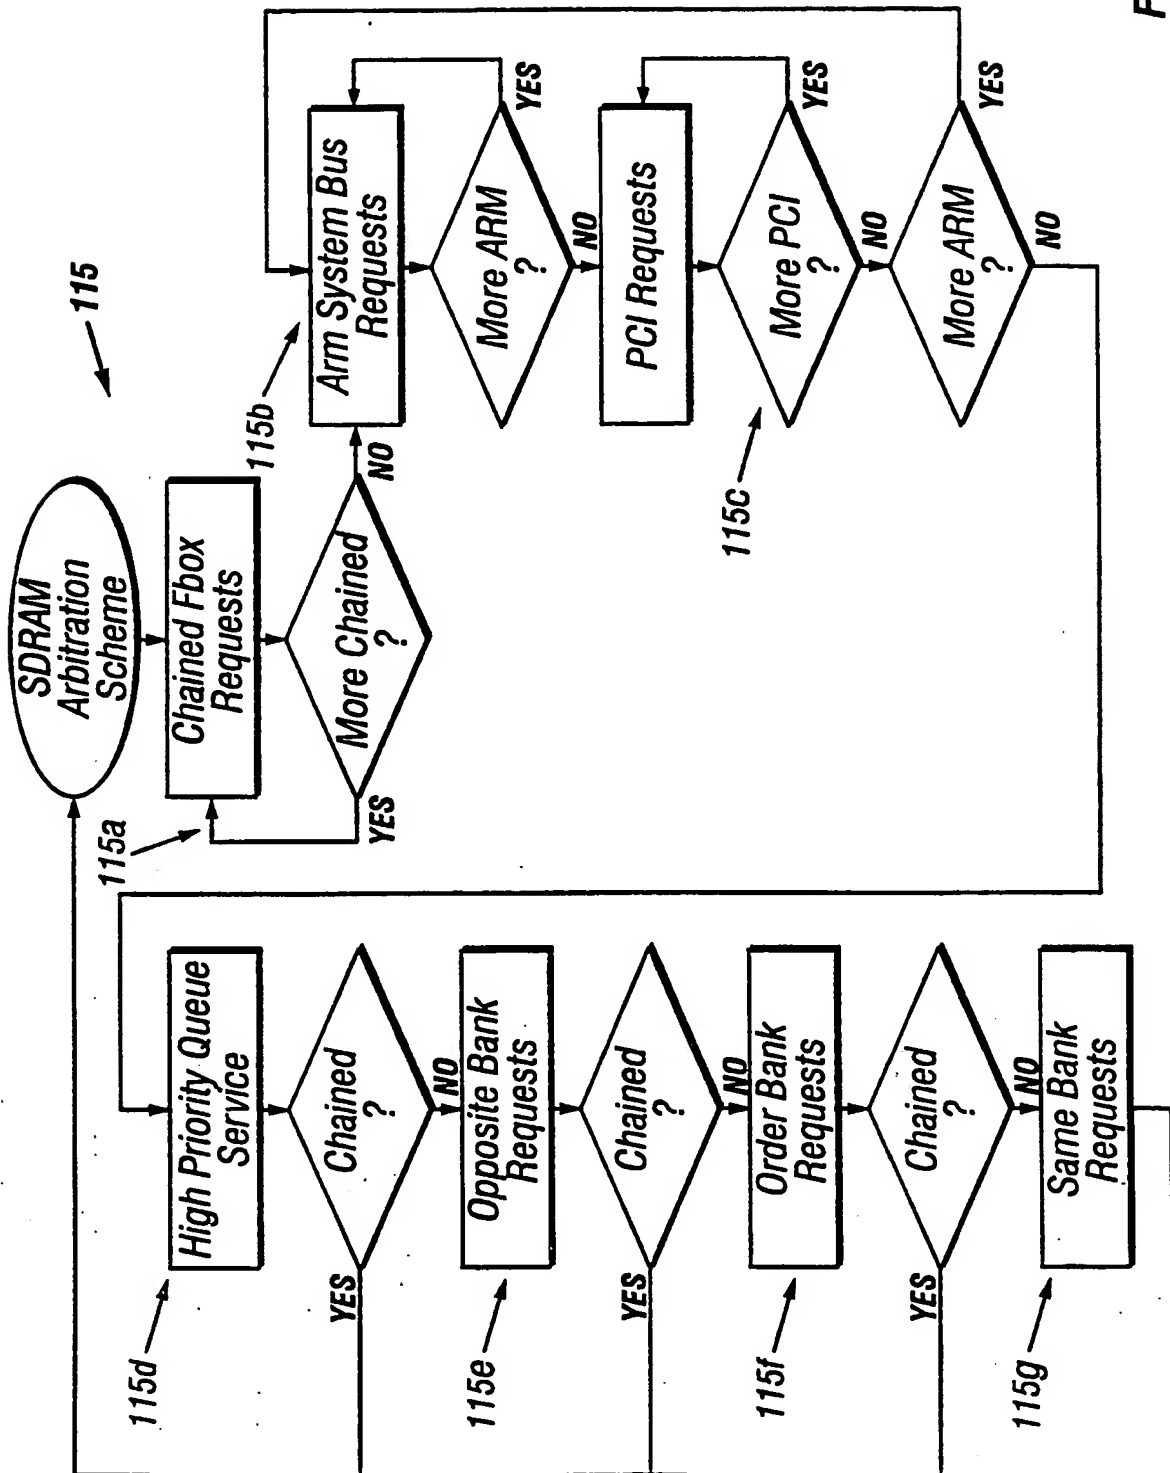 F
115
SDRAM
Arbitration
Scheme
115a
Chained Fbox
Requests
More Chained
?
YES
NO
115b
Arm System Bus
Requests
More ARM
?
YES
NO
PCI Requests
115c
More PCI
?
YES
NO
More ARM
?
YES
NO
115d
High Priority Queue
Service
Chained
?
YES
NO
115e
Opposite Bank
Requests
Chained
?
YES
NO
115f
Order Bank
Requests
Chained
?
YES
NO
115g
Same Bank
Requests